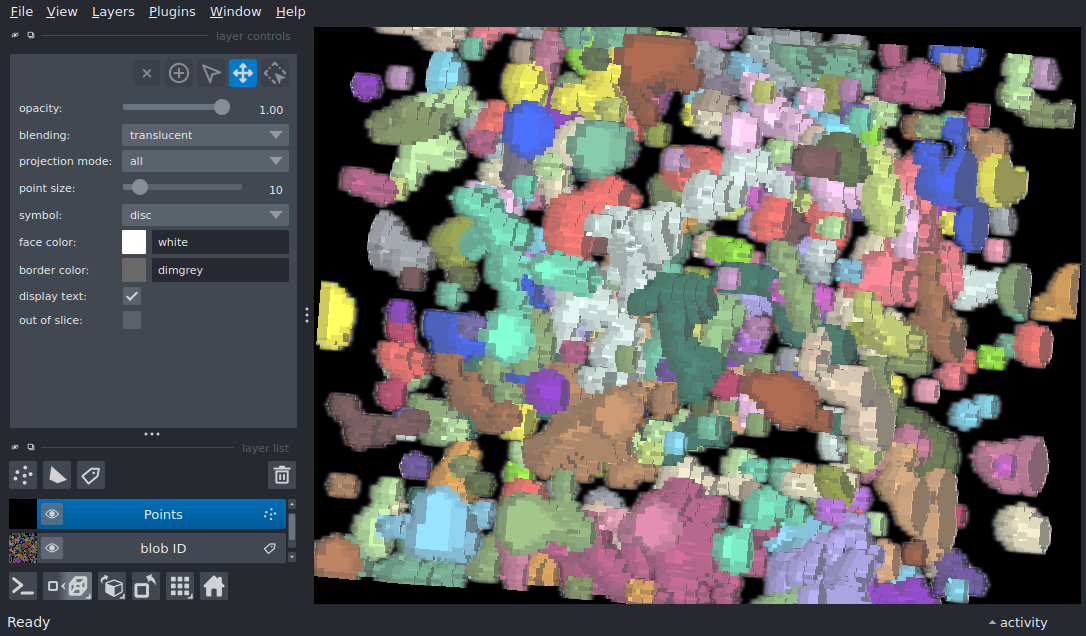 File View Layers Plugins Window Help
layer controls
opacity: 1.00
blending: translucent
projection mode: all
point size: 10
symbol: disc
face color: white
border color: dimgrey
display text:
out of slice:
layer list
Points
blob ID
Ready
activity